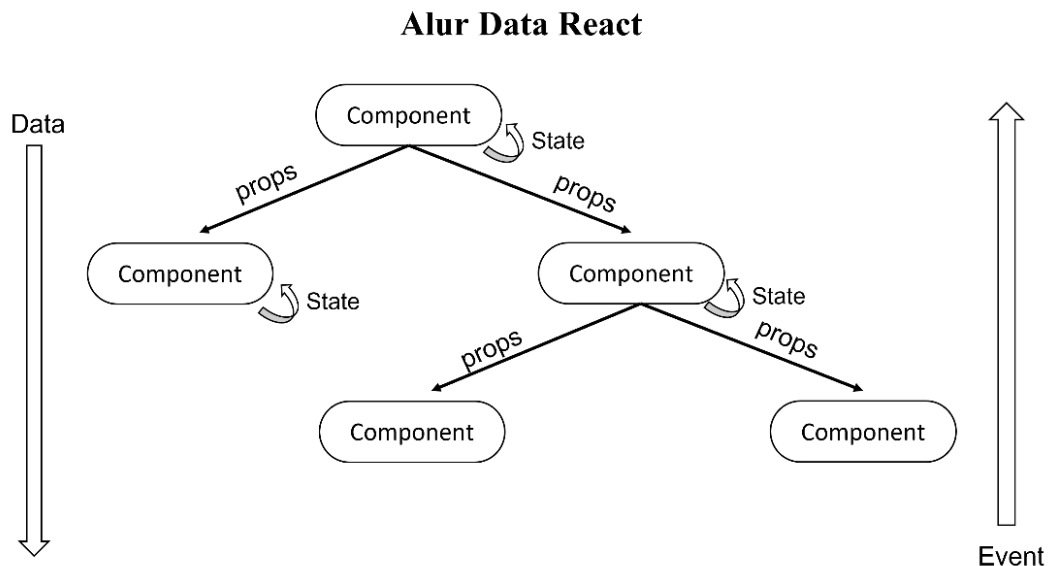 Alur Data React
Data
Component
State
props
props
Component
State
Component
State
props
props
Component
Component
Event